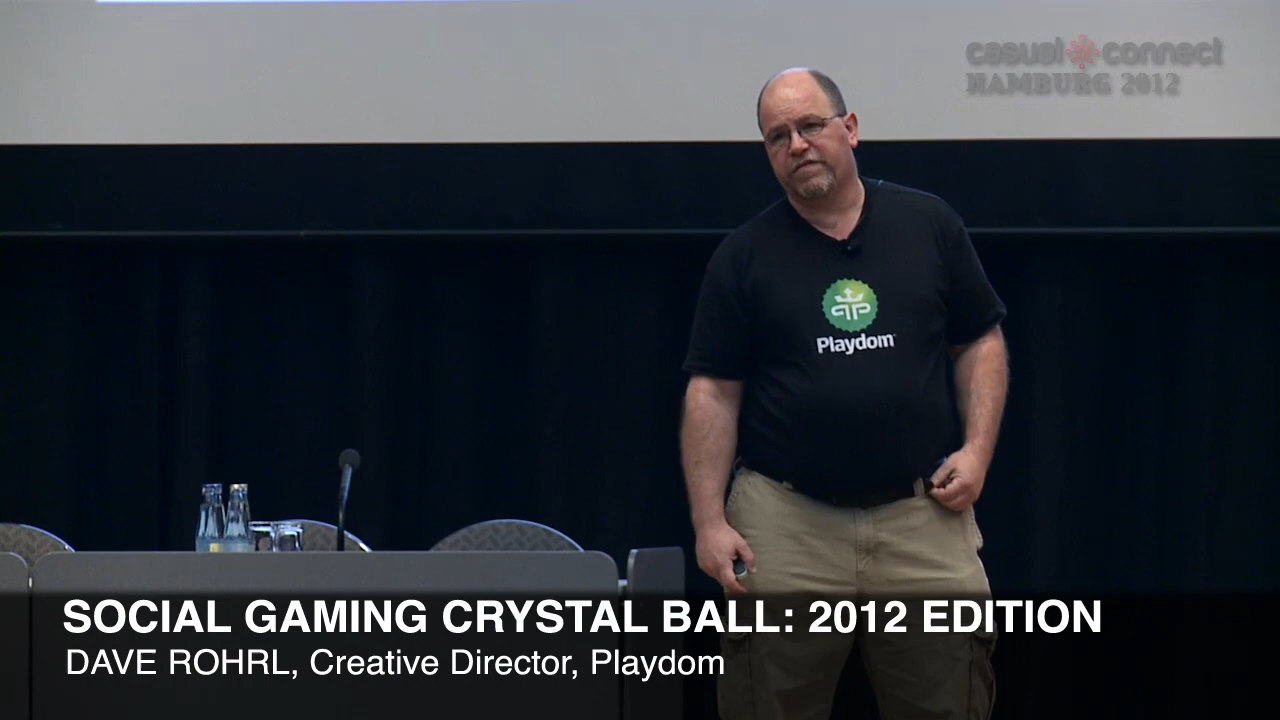 casual connect
HAMBURG 2012
Playdom
SOCIAL GAMING CRYSTAL BALL: 2012 EDITION
DAVE ROHRL, Creative Director, Playdom